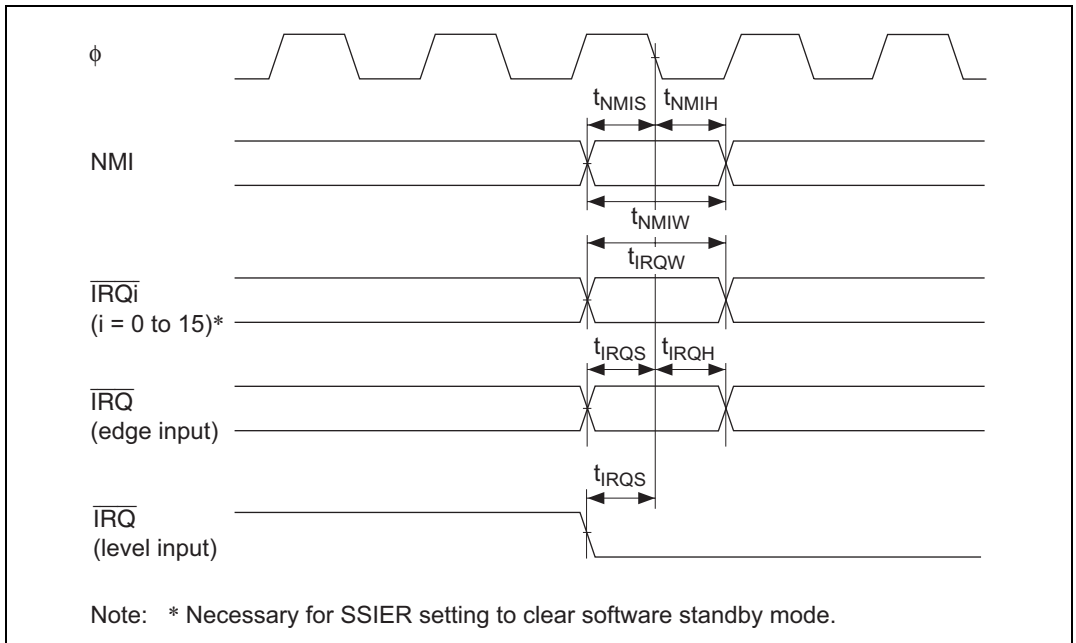 ϕ
tNMIS tNMIH
NMI
tNMIW
tIRQW
IRQi
(i = 0 to 15)*
tIRQS tIRQH
IRQ
(edge input)
tIRQS
IRQ
(level input)
Note: * Necessary for SSIER setting to clear software standby mode.